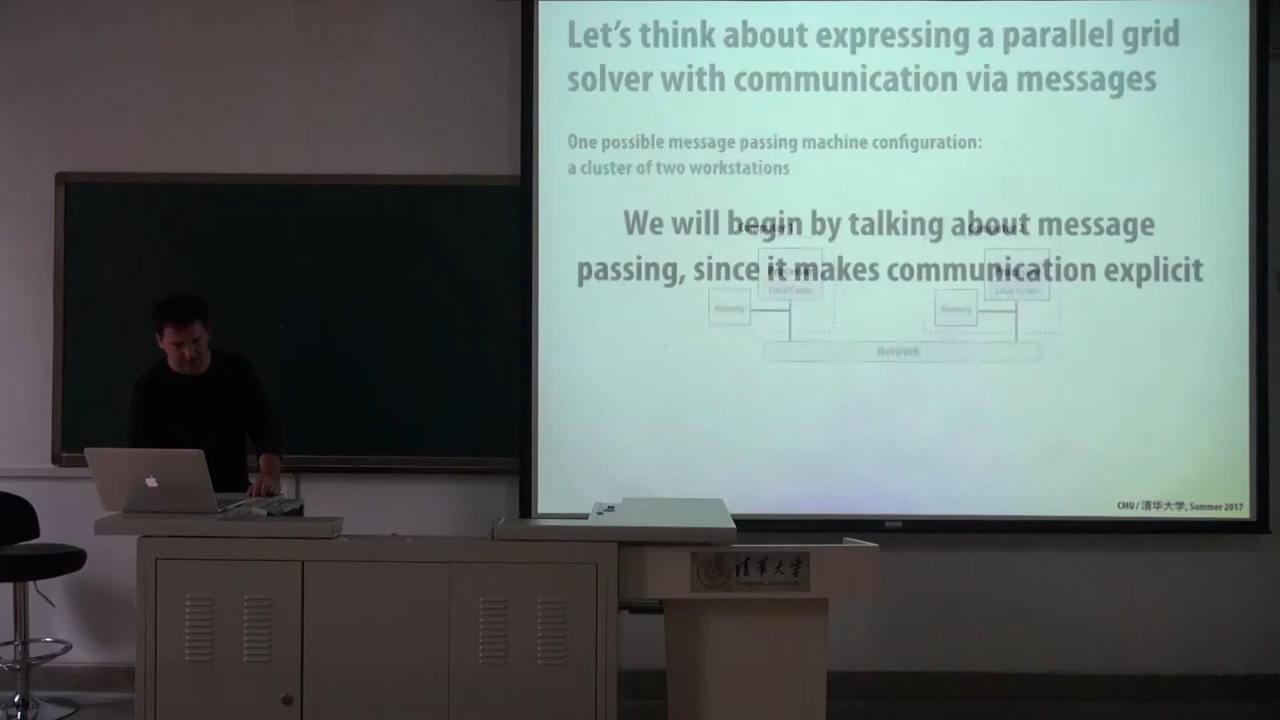 Let's think about expressing a parallel grid
solver with communication via messages
One possible message passing machine configuration:
a cluster of two workstations
We will begin by talking about message
passing, since it makes communication explicit
Memory
Memory
Network
CMU / 清华大学, Summer 2017
清华大学
Tsinghua University